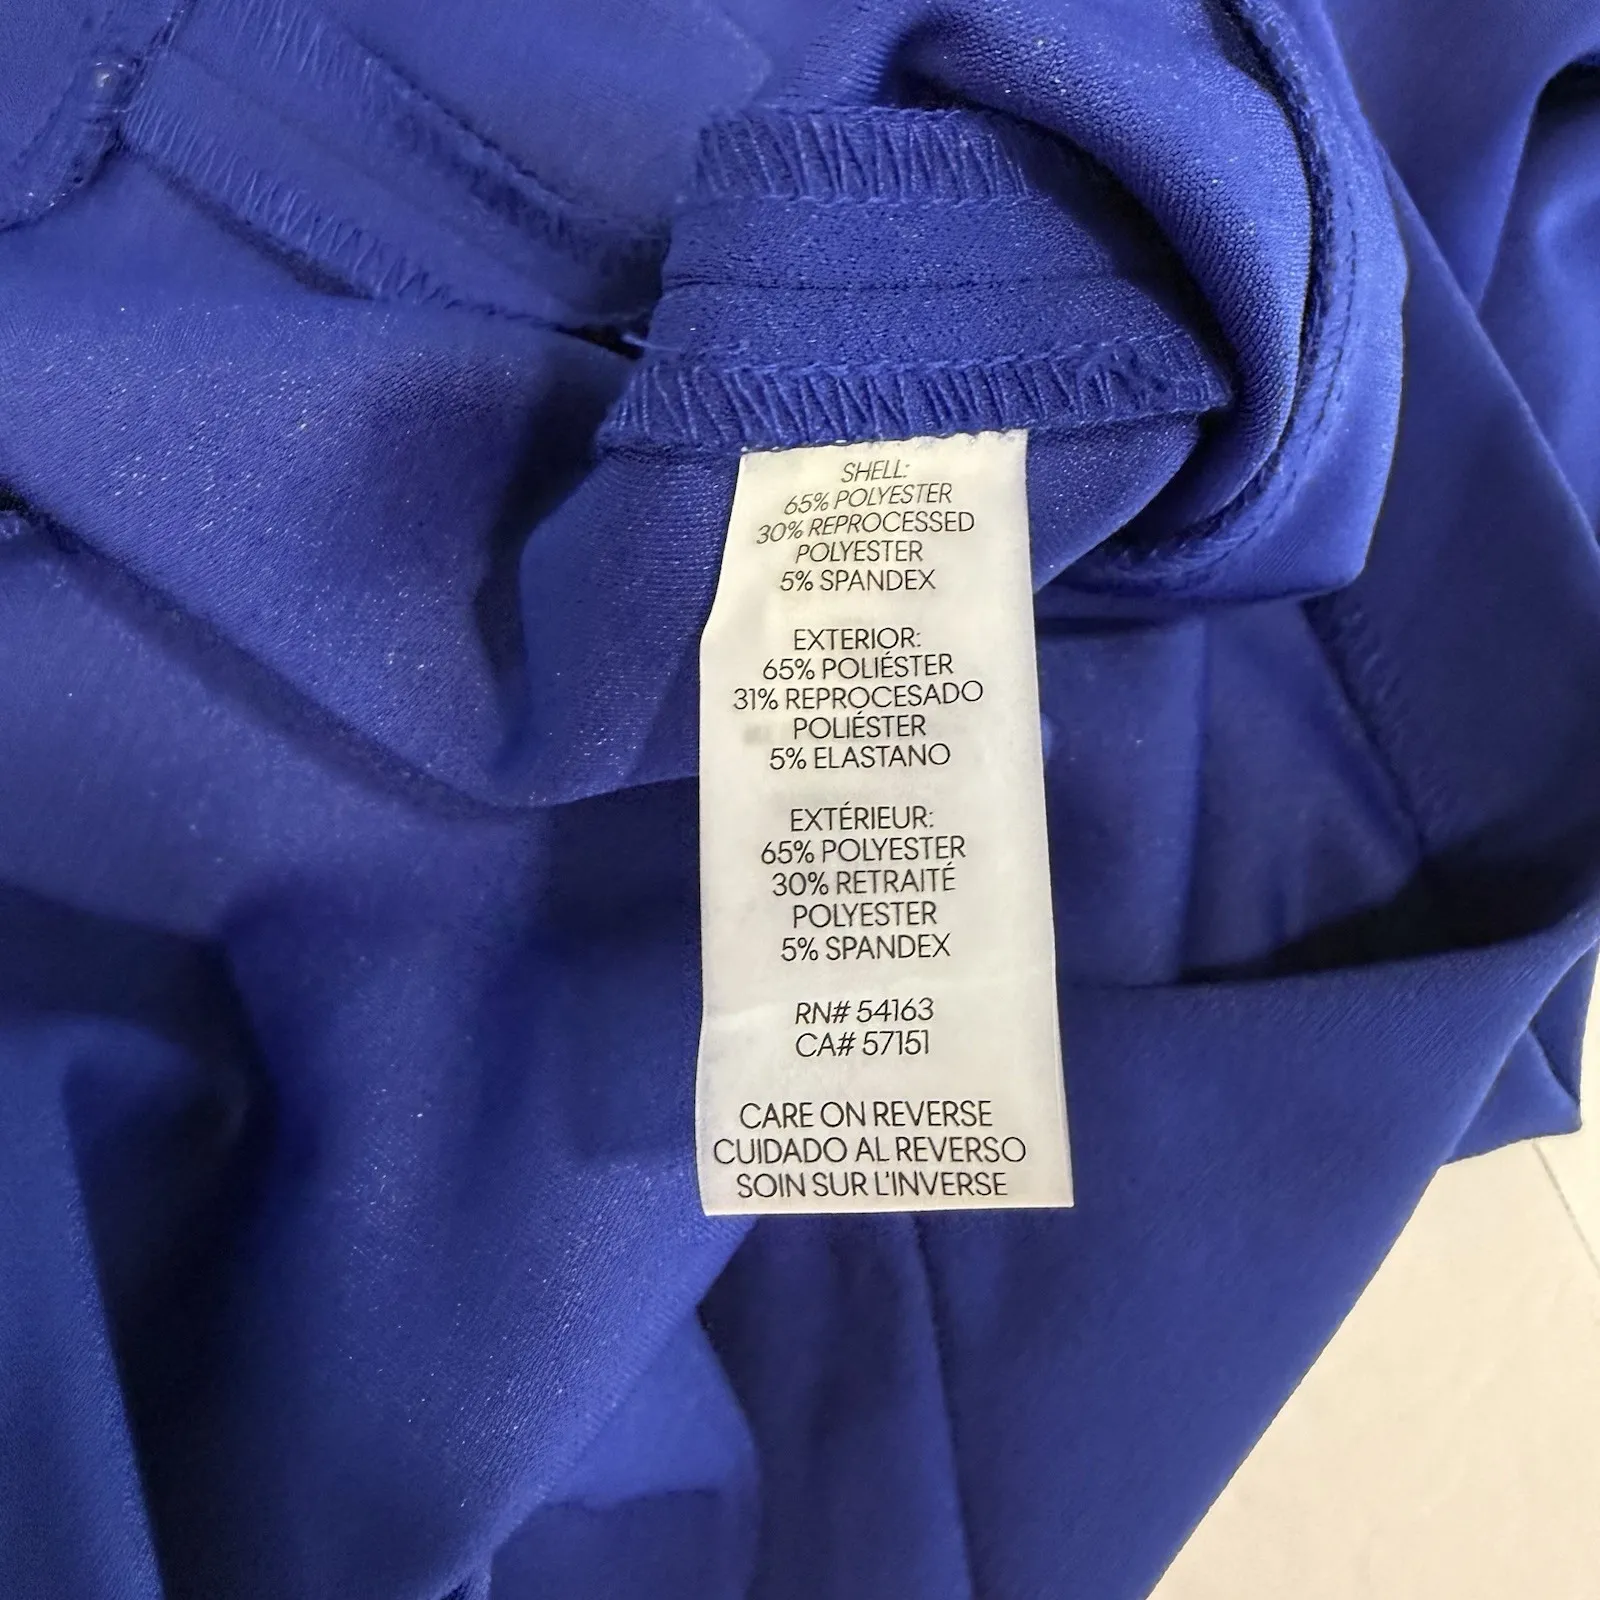 SHELL:
65% POLYESTER
30% REPROCESSED
POLYESTER
5% SPANDEX
EXTERIOR:
65% POLIÉSTER
31% REPROCESADO
POLIÉSTER
5% ELASTANO
EXTÉRIEUR:
65% POLYESTER
30% RETRAITÉ
POLYESTER
5% SPANDEX
RN# 54163
CA# 57151
CARE ON REVERSE
CUIDADO AL REVERSO
SOIN SUR L'INVERSE